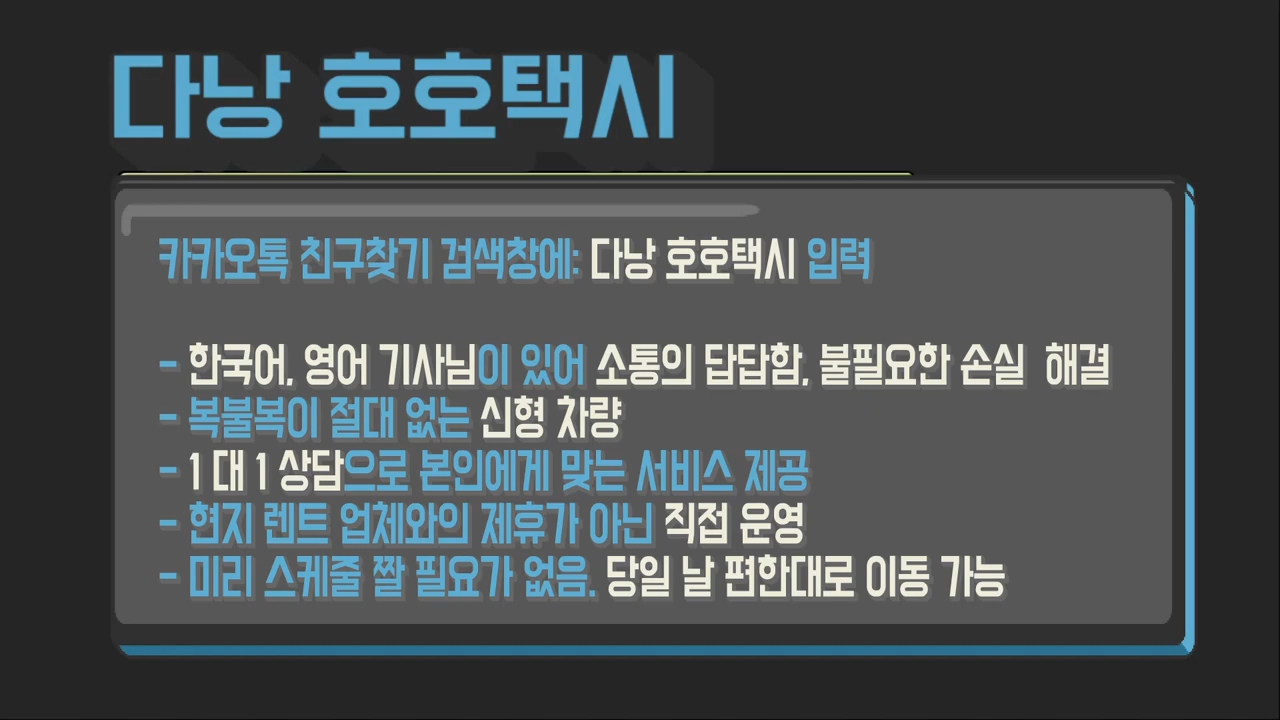 다낭 호호택시
카카오톡 친구찾기 검색창에: 다낭 호호택시 입력
- 한국어, 영어 기사님이 있어 소통의 답답함, 불필요한 손실 해결
- 복불복이 절대 없는 신형 차량
- 1 대 1 상담으로 본인에게 맞는 서비스 제공
- 현지 렌트 업체와의 제휴가 아닌 직접 운영
- 미리 스케줄 짤 필요가 없음. 당일 날 편한대로 이동 가능